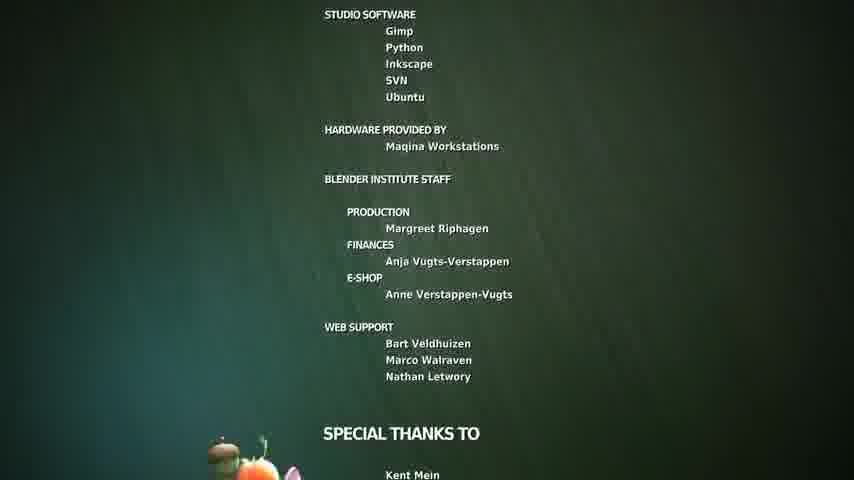 STUDIO SOFTWARE
Gimp
Python
Inkscape
SVN
Ubuntu
HARDWARE PROVIDED BY
Maqina Workstations
BLENDER INSTITUTE STAFF
PRODUCTION
Margreet Riphagen
FINANCES
Anja Vugts-Verstappen
E-SHOP
Anne Verstappen-Vugts
WEB SUPPORT
Bart Veldhuizen
Marco Walraven
Nathan Letwory
SPECIAL THANKS TO
Kent Mein